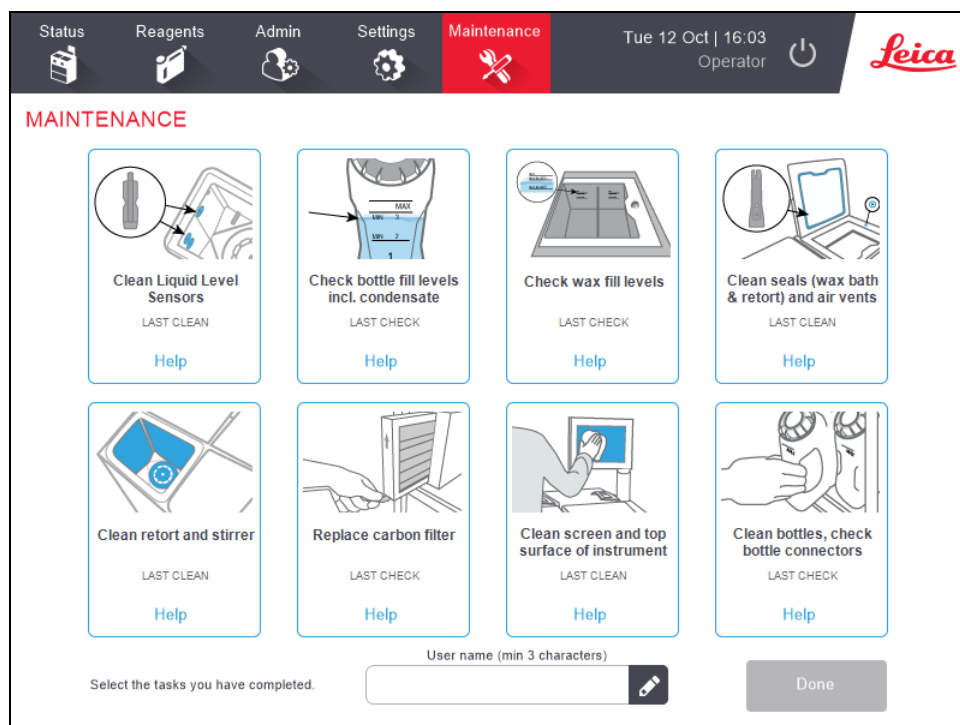 Status Reagents Admin Settings Maintenance Tue 12 Oct | 16:03
Operator
Leica
MAINTENANCE
MAX
MIN 3
MIN 2
1
Clean Liquid Level
Sensors
LAST CLEAN
Help
Check bottle fill levels
incl. condensate
LAST CHECK
Help
Check wax fill levels
LAST CHECK
Help
Clean seals (wax bath
& retort) and air vents
LAST CLEAN
Help
Clean retort and stirrer
LAST CLEAN
Help
Replace carbon filter
LAST CHECK
Help
Clean screen and top
surface of instrument
LAST CLEAN
Help
Clean bottles, check
bottle connectors
LAST CHECK
Help
User name (min 3 characters)
Select the tasks you have completed.
Done